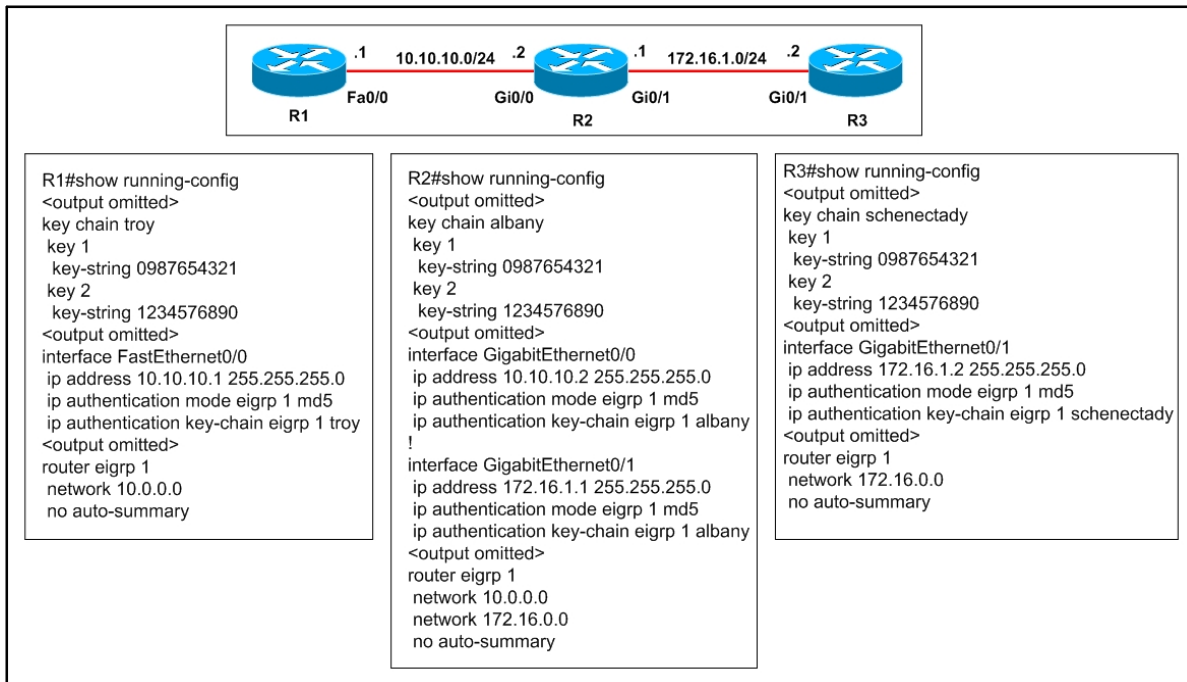 .1 10.10.10.0/24 .2 .1 172.16.1.0/24 .2
Fa0/0 Gi0/0 Gi0/1 Gi0/1
R1 R2 R3
R1#show running-config
<output omitted>
key chain troy
key 1
key-string 0987654321
key 2
key-string 1234576890
<output omitted>
interface FastEthernet0/0
ip address 10.10.10.1 255.255.255.0
ip authentication mode eigrp 1 md5
ip authentication key-chain eigrp 1 troy
<output omitted>
router eigrp 1
network 10.0.0.0
no auto-summary
R2#show running-config
<output omitted>
key chain albany
key 1
key-string 0987654321
key 2
key-string 1234576890
<output omitted>
interface GigabitEthernet0/0
ip address 10.10.10.2 255.255.255.0
ip authentication mode eigrp 1 md5
ip authentication key-chain eigrp 1 albany
!
interface GigabitEthernet0/1
ip address 172.16.1.1 255.255.255.0
ip authentication mode eigrp 1 md5
ip authentication key-chain eigrp 1 albany
<output omitted>
router eigrp 1
network 10.0.0.0
network 172.16.0.0
no auto-summary
R3#show running-config
<output omitted>
key chain schenectady
key 1
key-string 0987654321
key 2
key-string 1234576890
<output omitted>
interface GigabitEthernet0/1
ip address 172.16.1.2 255.255.255.0
ip authentication mode eigrp 1 md5
ip authentication key-chain eigrp 1 schenectady
<output omitted>
router eigrp 1
network 172.16.0.0
no auto-summary